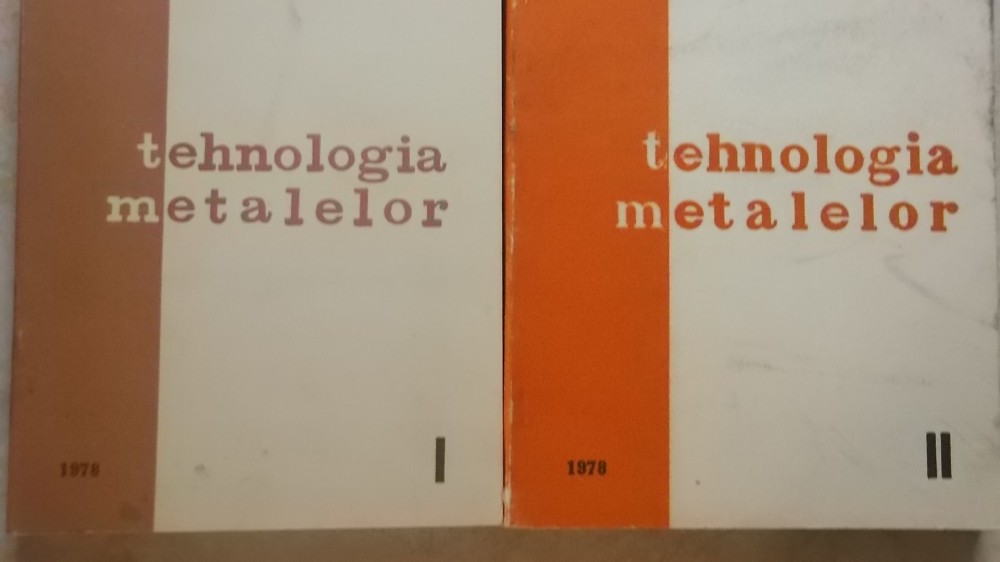 tehnologia
metalelor
1978
I
tehnologia
metalelor
1978
II